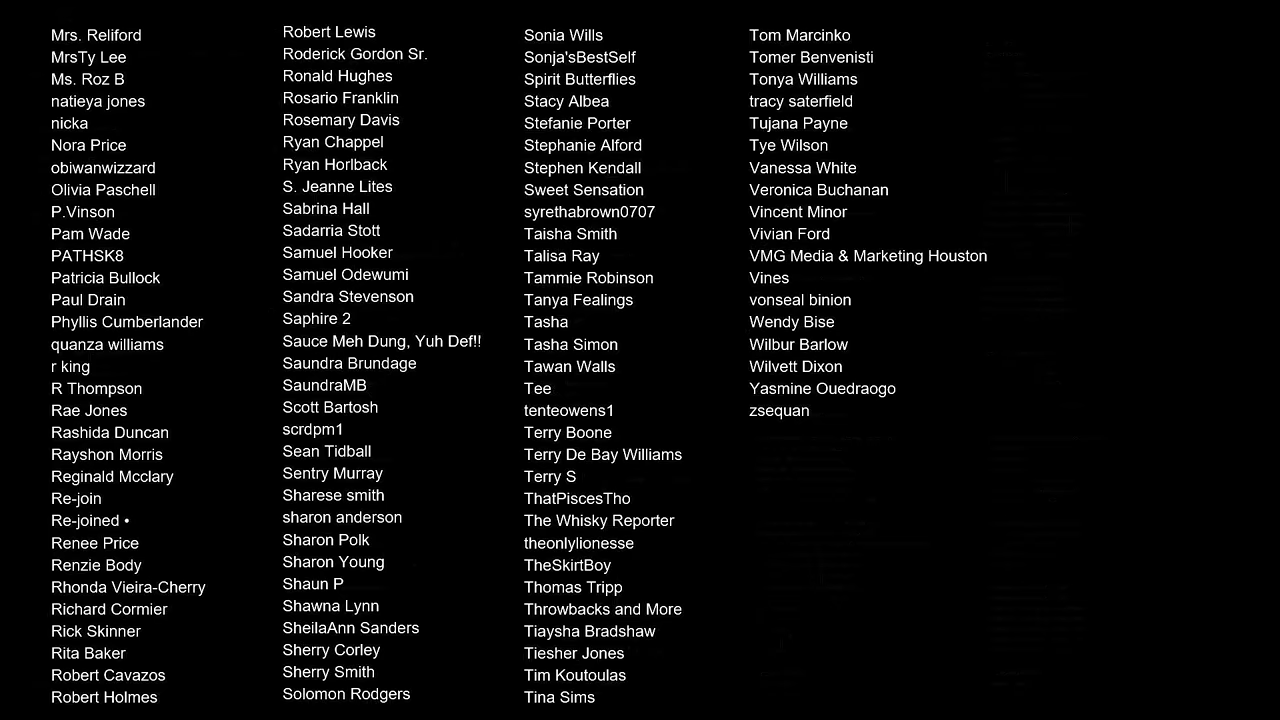 Mrs. Reliford
MrsTy Lee
Ms. Roz B
natieya jones
nicka
Nora Price
obiwanwizzard
Olivia Paschell
P.Vinson
Pam Wade
PATHSK8
Patricia Bullock
Paul Drain
Phyllis Cumberlander
quanza williams
r king
R Thompson
Rae Jones
Rashida Duncan
Rayshon Morris
Reginald Mcclary
Re-join
Re-joined •
Renee Price
Renzie Body
Rhonda Vieira-Cherry
Richard Cormier
Rick Skinner
Rita Baker
Robert Cavazos
Robert Holmes
Robert Lewis
Roderick Gordon Sr.
Ronald Hughes
Rosario Franklin
Rosemary Davis
Ryan Chappel
Ryan Horlback
S. Jeanne Lites
Sabrina Hall
Sadarria Stott
Samuel Hooker
Samuel Odewumi
Sandra Stevenson
Saphire 2
Sauce Meh Dung, Yuh Def!!
Saundra Brundage
SaundraMB
Scott Bartosh
scrdpm1
Sean Tidball
Sentry Murray
Sharese smith
sharon anderson
Sharon Polk
Sharon Young
Shaun P
Shawna Lynn
SheilaAnn Sanders
Sherry Corley
Sherry Smith
Solomon Rodgers
Sonia Wills
Sonja'sBestSelf
Spirit Butterflies
Stacy Albea
Stefanie Porter
Stephanie Alford
Stephen Kendall
Sweet Sensation
syrethabrown0707
Taisha Smith
Talisa Ray
Tammie Robinson
Tanya Fealings
Tasha
Tasha Simon
Tawan Walls
Tee
tenteowens1
Terry Boone
Terry De Bay Williams
Terry S
ThatPiscesTho
The Whisky Reporter
theonlylionesse
TheSkirtBoy
Thomas Tripp
Throwbacks and More
Tiaysha Bradshaw
Tiesher Jones
Tim Koutoulas
Tina Sims
Tom Marcinko
Tomer Benvenisti
Tonya Williams
tracy saterfield
Tujana Payne
Tye Wilson
Vanessa White
Veronica Buchanan
Vincent Minor
Vivian Ford
VMG Media & Marketing Houston
Vines
vonseal binion
Wendy Bise
Wilbur Barlow
Wilvett Dixon
Yasmine Ouedraogo
zsequan